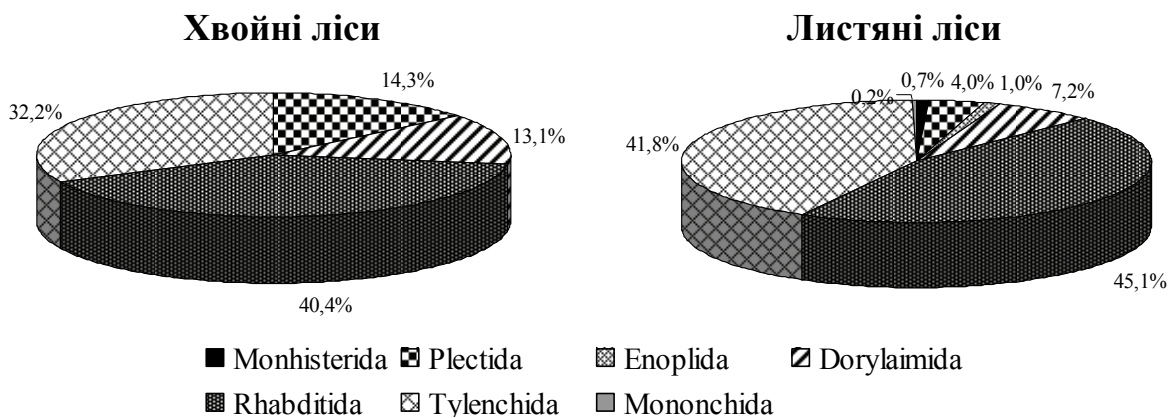 Хвойні ліси
Листяні ліси
14,3%
32,2%
13,1%
40,4%
0,7%
4,0%
1,0%
7,2%
0,2%
41,8%
45,1%
Monhisterida
Plectida
Enoplida
Dorylaimida
Rhabditida
Tylenchida
Mononchida